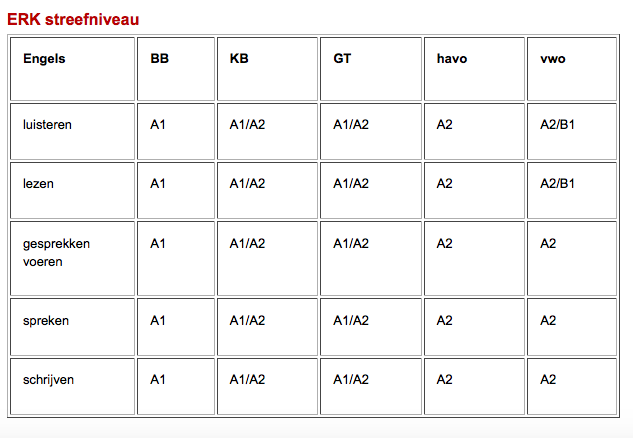 ERK streefniveau
Engels BB KB GT havo vwo
luisteren A1 A1/A2 A1/A2 A2 A2/B1
lezen A1 A1/A2 A1/A2 A2 A2/B1
gesprekken voeren A1 A1/A2 A1/A2 A2 A2
spreken A1 A1/A2 A1/A2 A2 A2
schrijven A1 A1/A2 A1/A2 A2 A2